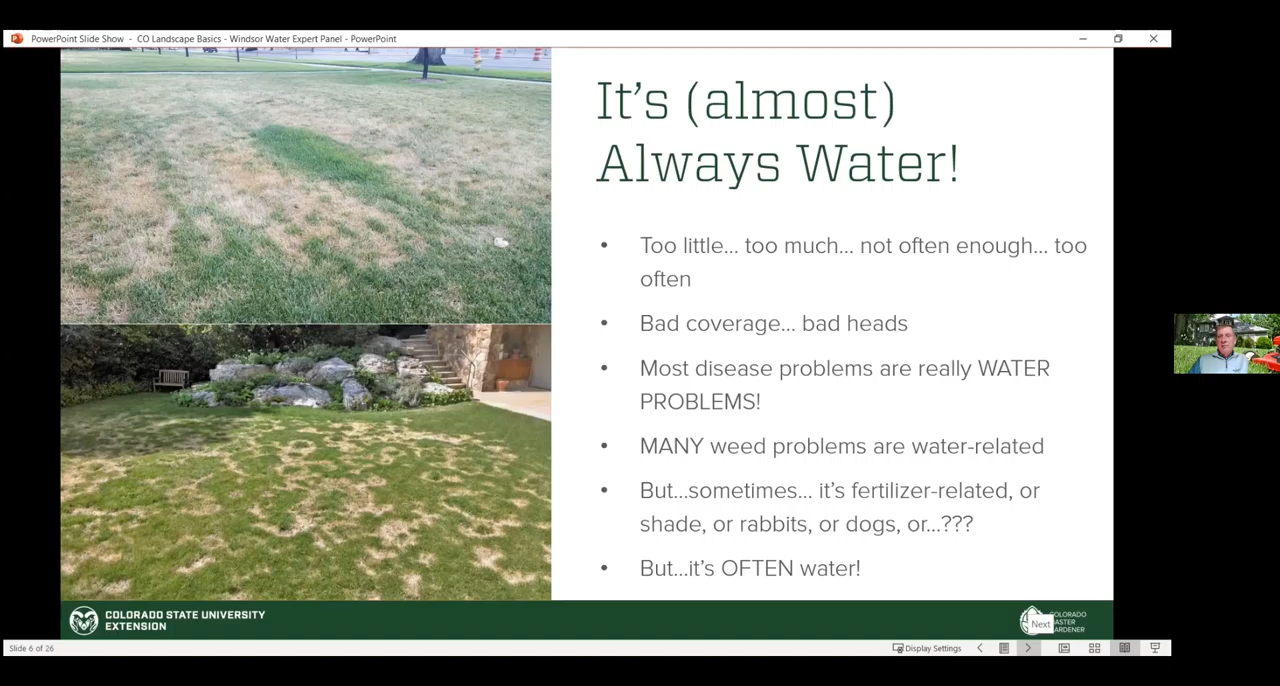 PowerPoint Slide Show - CO Landscape Basics - Windsor Water Expert Panel - PowerPoint
It's (almost)
Always Water!
• Too little... too much... not often enough... too
often
• Bad coverage... bad heads
• Most disease problems are really WATER
PROBLEMS!
• MANY weed problems are water-related
• But...sometimes... it's fertilizer-related, or
shade, or rabbits, or dogs, or...???
• But...it's OFTEN water!
COLORADO STATE UNIVERSITY
EXTENSION
Next
Slide 6 of 26
Display Settings